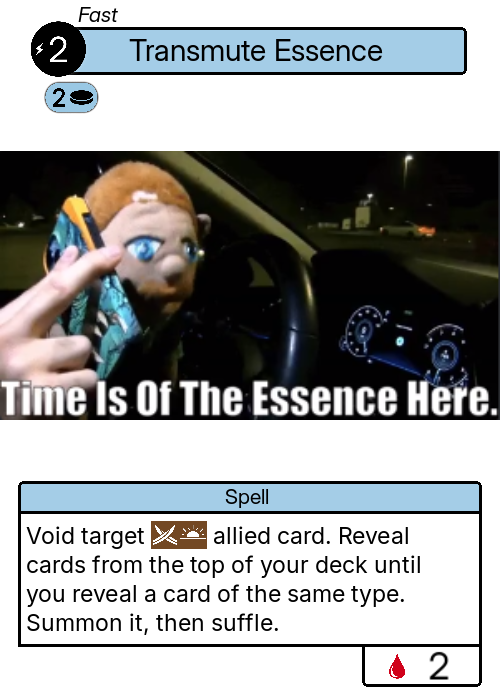 Fast
2 Transmute Essence
2
Time Is Of The Essence Here.
Spell
Void target allied card. Reveal
cards from the top of your deck until
you reveal a card of the same type.
Summon it, then suffle.
2